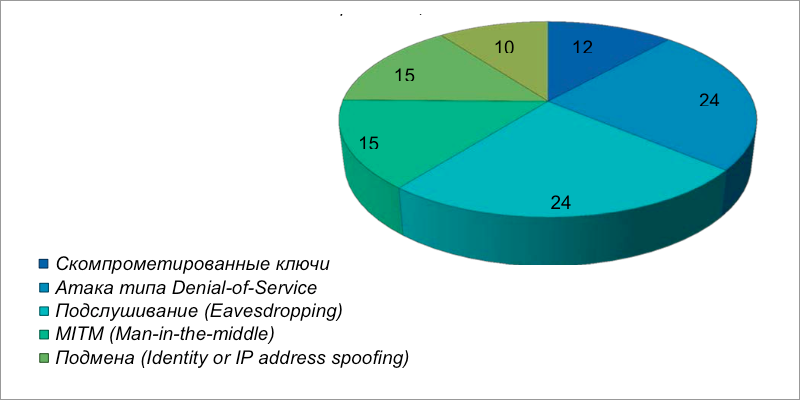 10
12
15
24
15
24
Скомпрометированные ключи
Атака типа Denial-of-Service
Подслушивание (Eavesdropping)
MITM (Man-in-the-middle)
Подмена (Identity or IP address spoofing)